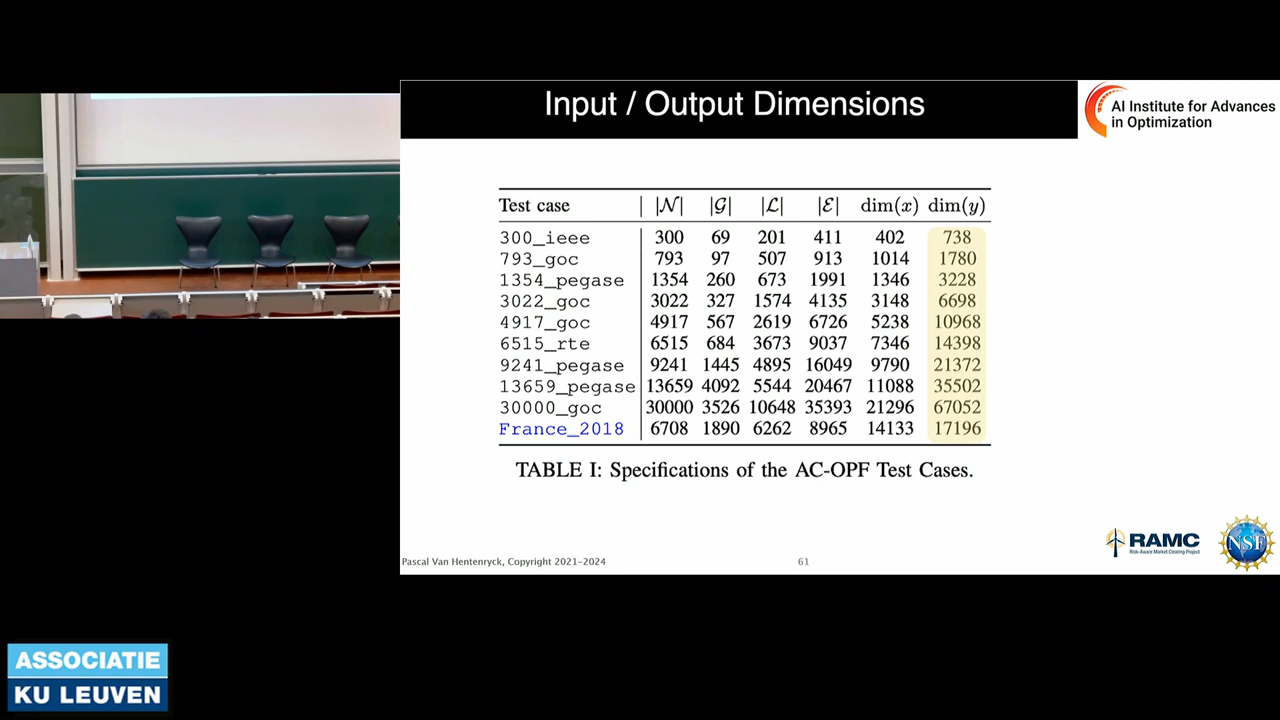 Input / Output Dimensions
AI Institute for Advances
in Optimization
Test case |𝒩| |𝒢| |ℒ| |ℰ| dim(x) dim(y)
300_ieee 300 69 201 411 402 738
793_goc 793 97 507 913 1014 1780
1354_pegase 1354 260 673 1991 1346 3228
3022_goc 3022 327 1574 4135 3148 6698
4917_goc 4917 567 2619 6726 5238 10968
6515_rte 6515 684 3673 9037 7346 14398
9241_pegase 9241 1445 4895 16049 9790 21372
13659_pegase 13659 4092 5544 20467 11088 35502
30000_goc 30000 3526 10648 35393 21296 67052
France_2018 6708 1890 6262 8965 14133 17196
TABLE I: Specifications of the AC-OPF Test Cases.
RAMC
Risk-Aware Market Clearing Project
NSF
Pascal Van Hentenryck, Copyright 2021–2024
61
ASSOCIATIE
KU LEUVEN